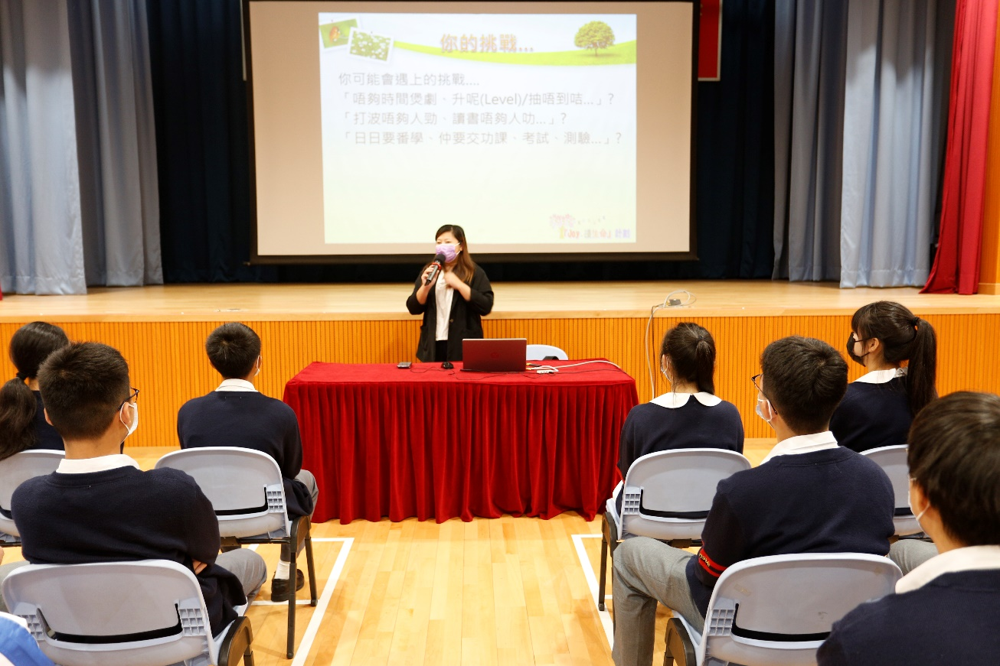 你的挑戰...
你可能會遇上的挑戰....
「唔夠時間煲劇、升呢(Level)/抽唔到咭...」?
「打波唔夠人勁、讀書唔夠人叻...」?
「日日要番學、仲要交功課、考試、測驗...」?